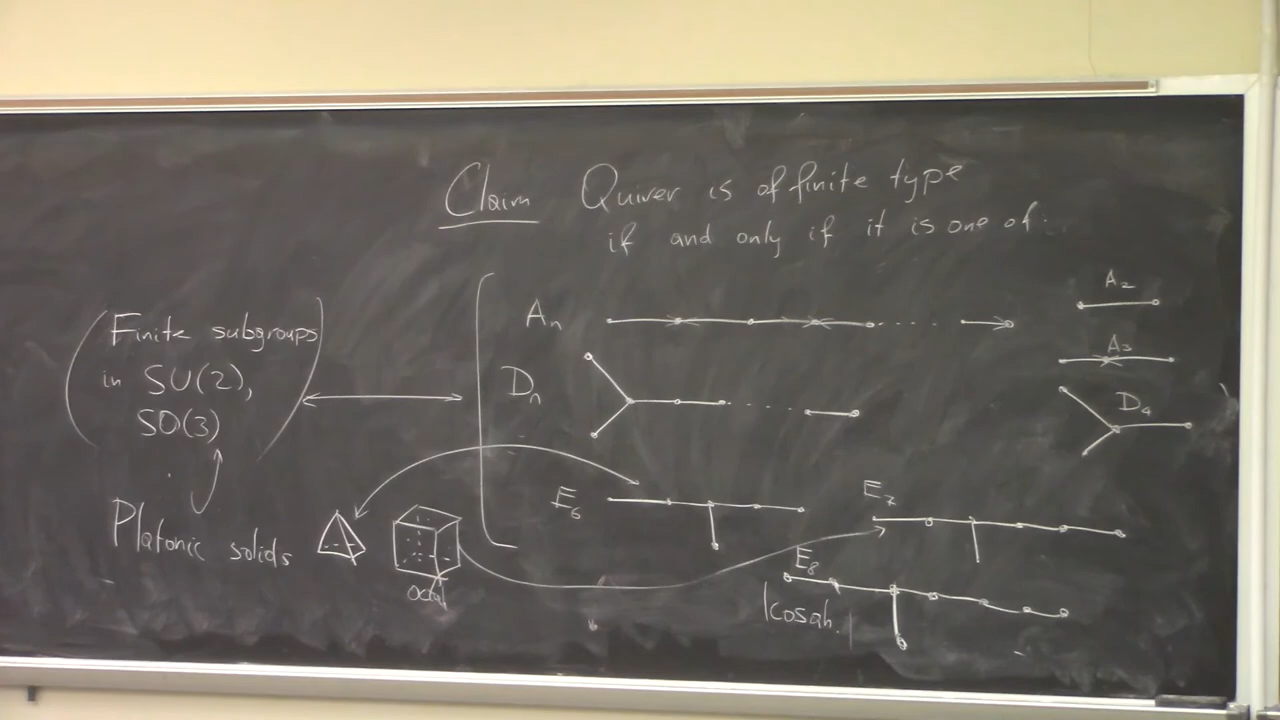 Claim Quiver is of finite type
if and only if it is one of:
Finite subgroups
in SU(2),
SO(3)
Platonic solids
Octa
Aₙ
Dₙ
E₆
E₇
E₈
Icosah.
A₂
A₃
D₄